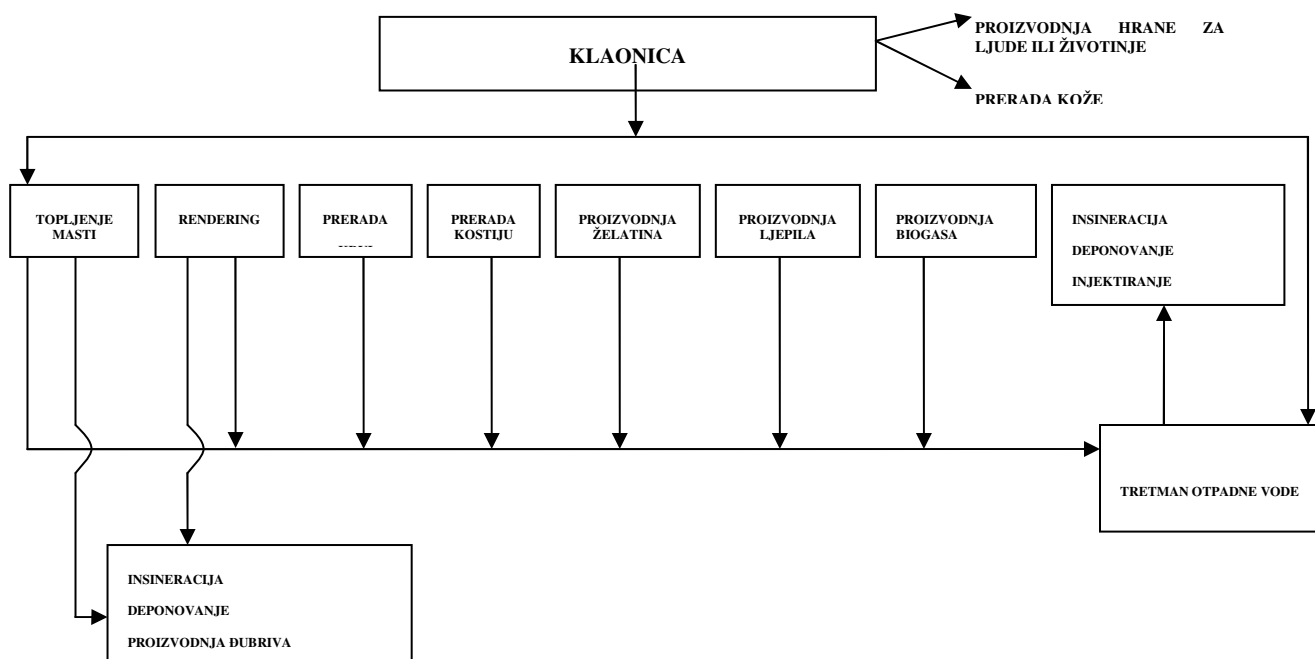 KLAONICA
PROIZVODNJA HRANE ZA
LJUDE ILI ŽIVOTINJE
PRERADA KOŽE
TOPLJENJE
MASTI
RENDERING
PRERADA
PRERADA
KOSTIJU
PROIZVODNJA
ŽELATINA
PROIZVODNJA
LJEPILA
PROIZVODNJA
BIOGASA
INSINERACIJA
DEPONOVANJE
INJEKTIRANJE
TRETMAN OTPADNE VODE
INSINERACIJA
DEPONOVANJE
PROIZVODNJA ĐUBRIVA